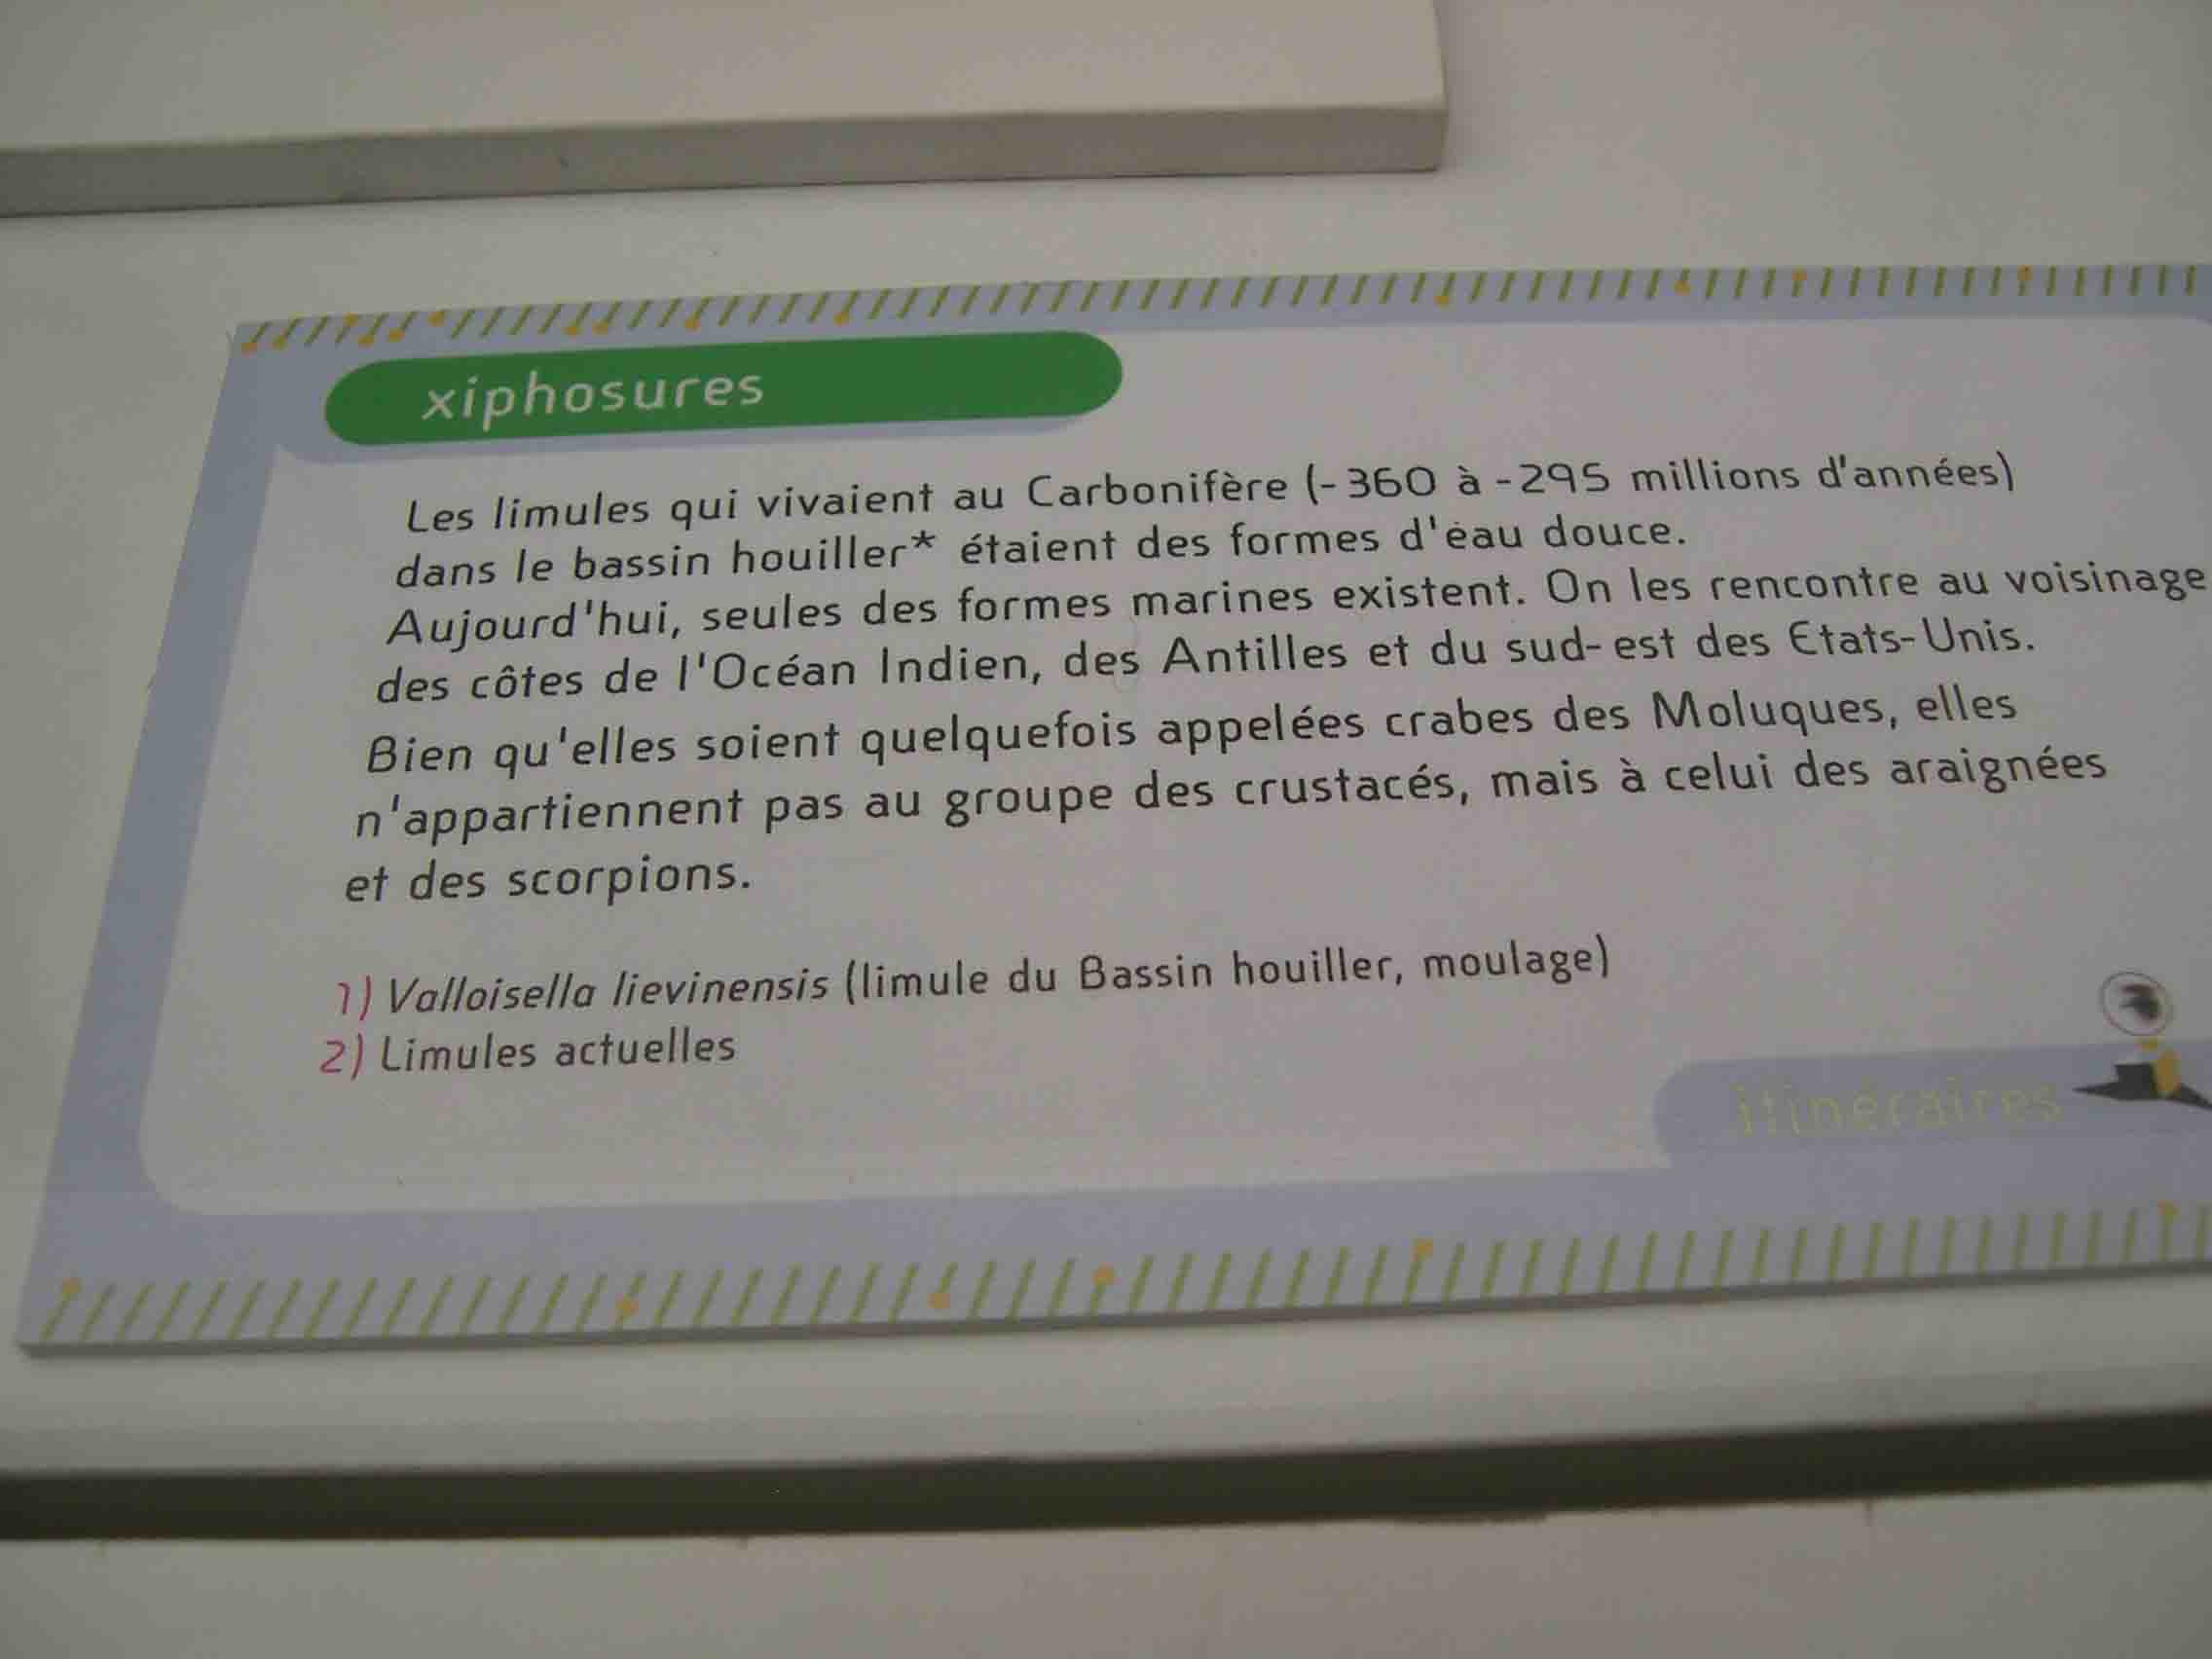 xiphosures
Les limules qui vivaient au Carbonifère (-360 à -295 millions d'années)
dans le bassin houiller* étaient des formes d'eau douce.
Aujourd'hui, seules des formes marines existent. On les rencontre au voisinage
des côtes de l'Océan Indien, des Antilles et du sud-est des Etats-Unis.
Bien qu'elles soient quelquefois appelées crabes des Moluques, elles
n'appartiennent pas au groupe des crustacés, mais à celui des araignées
et des scorpions.
1) Valloisella lievinensis (limule du Bassin houiller, moulage)
2) Limules actuelles
itinéraires